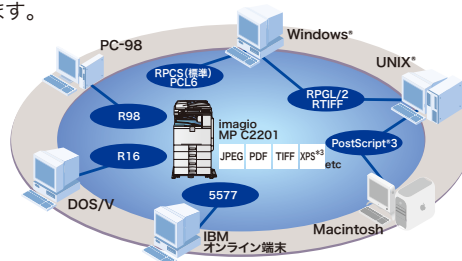 ます。
PC-98
Windows®
UNIX®
RPCS（標準）
PCL6
RPGL/2
RTIFF
R98
imagio
MP C2201
PostScript®3
R16
JPEG PDF TIFF XPS*3
etc
5577
DOS/V
IBM
オンライン端末
Macintosh